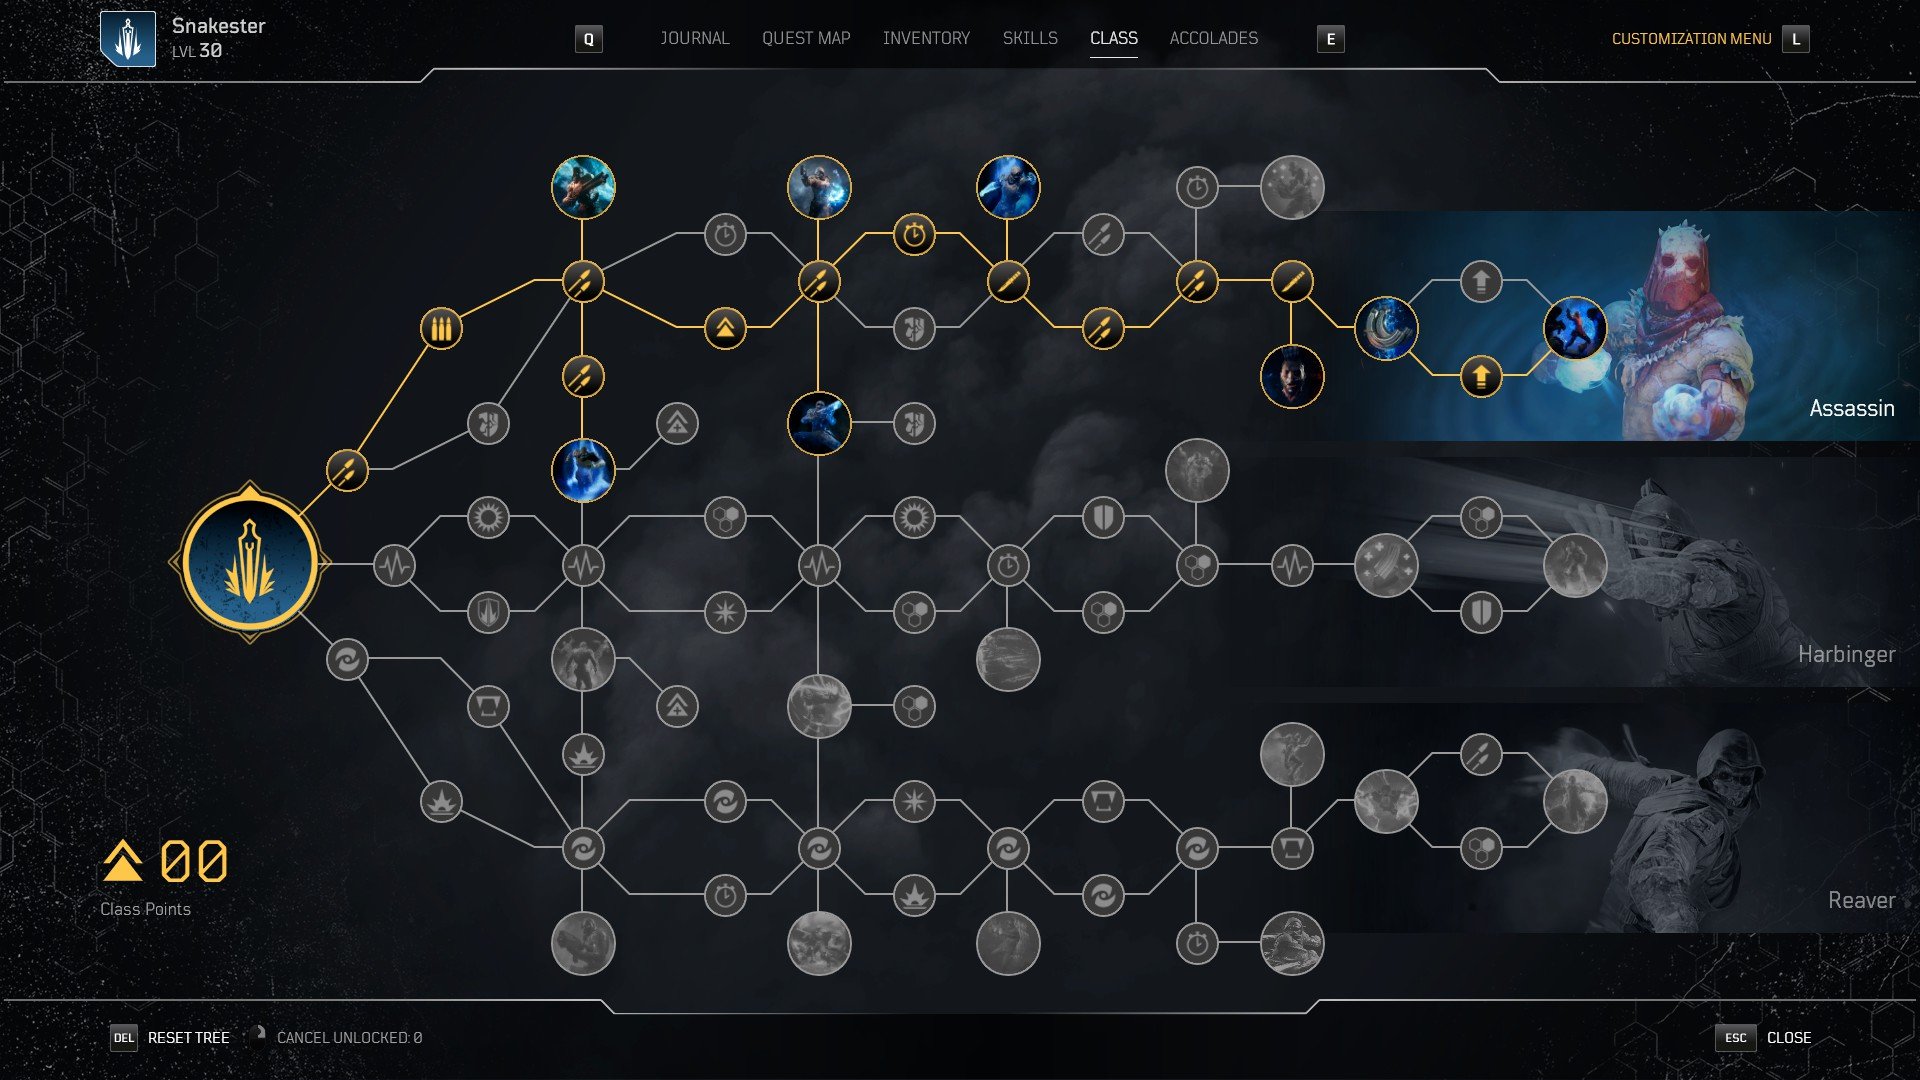 Snakester
LVL 30
Q
JOURNAL
QUEST MAP
INVENTORY
SKILLS
CLASS
ACCOLADES
E
CUSTOMIZATION MENU
L
Assassin
Harbinger
Reaver
00
Class Points
DEL
RESET TREE
CANCEL UNLOCKED: 0
ESC
CLOSE